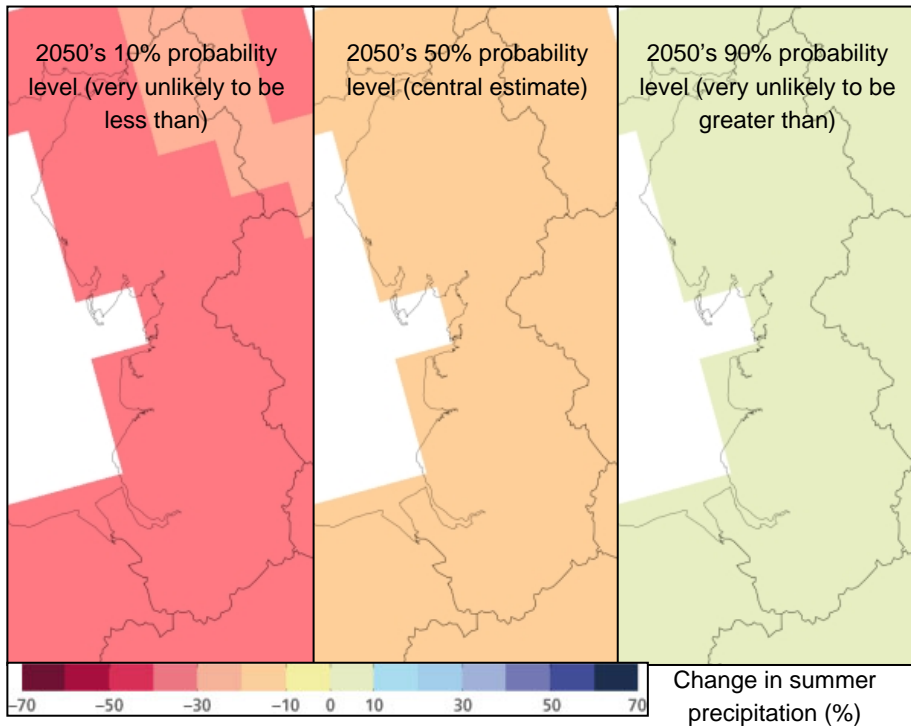 2050's 10% probability
level (very unlikely to be
less than)
2050's 50% probability
level (central estimate)
2050's 90% probability
level (very unlikely to be
greater than)
−70 −50 −30 −10 0 10 30 50 70
Change in summer
precipitation (%)